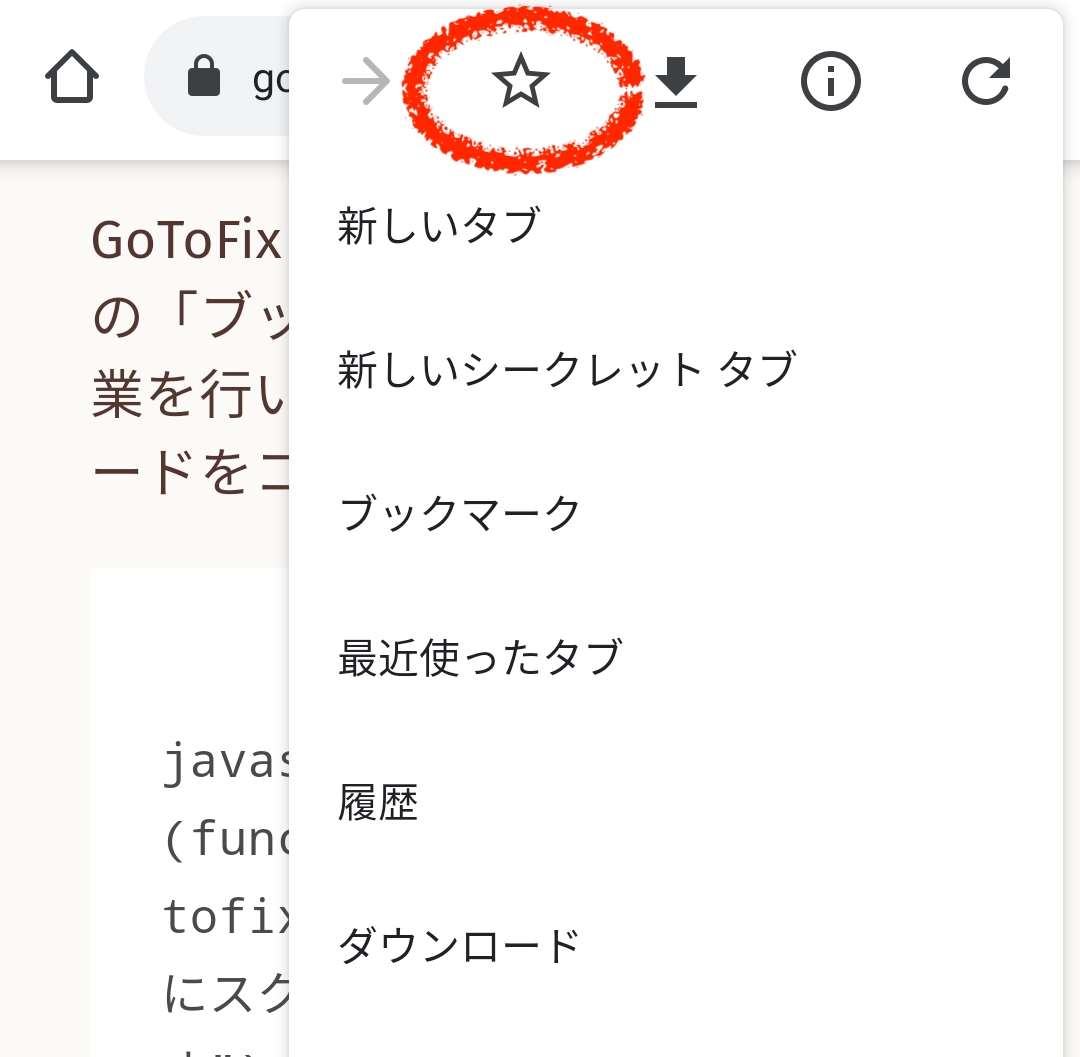 go
新しいタブ
新しいシークレット タブ
ブックマーク
最近使ったタブ
履歴
ダウンロード
GoToFix
の「ブッ
業を行い
ードをコ
javas
(func
tofix
にスク